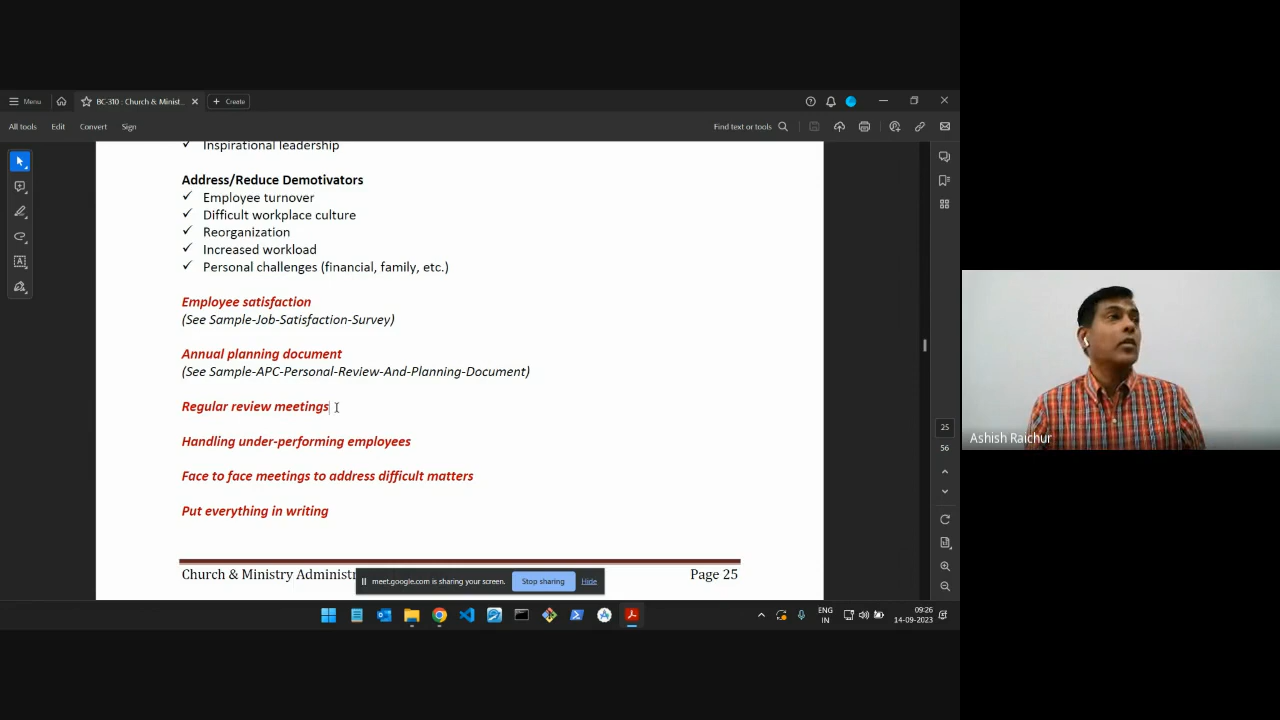 Menu
BC-310 : Church & Minist...
Create
All tools
Edit
Convert
Sign
Find text or tools
Inspirational leadership
Address/Reduce Demotivators
✓ Employee turnover
✓ Difficult workplace culture
✓ Reorganization
✓ Increased workload
✓ Personal challenges (financial, family, etc.)
Employee satisfaction
(See Sample-Job-Satisfaction-Survey)
Annual planning document
(See Sample-APC-Personal-Review-And-Planning-Document)
Regular review meetings
Handling under-performing employees
Face to face meetings to address difficult matters
Put everything in writing
Church & Ministry Administr
Page 25
meet.google.com is sharing your screen.
Stop sharing
Hide
25
56
Ashish Raichur
ENG
IN
09:26
14-09-2023